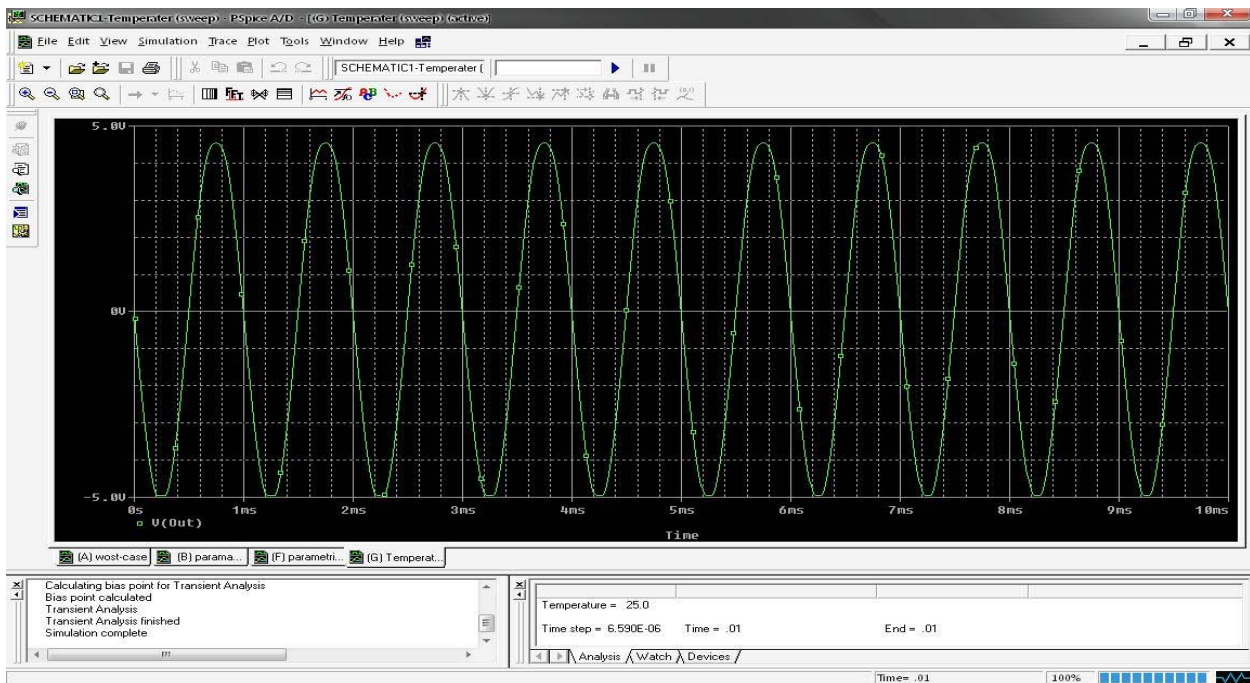 SCHEMATIC1-Temperater (sweep) - PSpice A/D - [(G) Temperater (sweep) (active)]
File Edit View Simulation Trace Plot Tools Window Help
SCHEMATIC1-Temperater (
5.0V
0V
-5.0V
0s 1ms 2ms 3ms 4ms 5ms 6ms 7ms 8ms 9ms 10ms
V(Out)
Time
(A) wost-case (B) parama... (F) parametri... (G) Temperat...
Calculating bias point for Transient Analysis
Bias point calculated
Transient Analysis
Transient Analysis finished
Simulation complete
Temperature = 25.0
Time step = 6.590E-06 Time = .01 End = .01
Analysis Watch Devices
Time= .01 100%